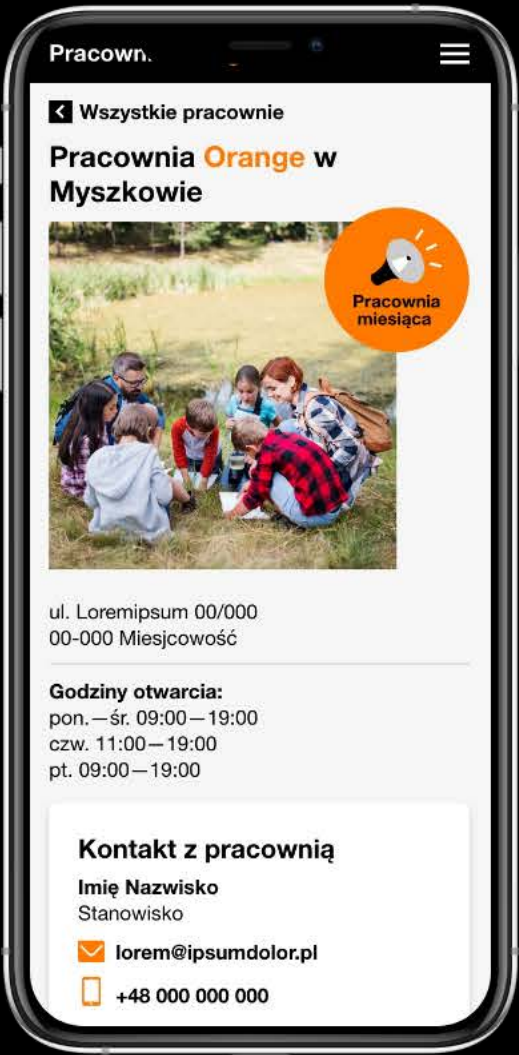 Pracown.
Wszystkie pracownie
Pracownia Orange w
Myszkowie
Pracownia
miesiąca
ul. Loremipsum 00/000
00-000 Miesjcowość
Godziny otwarcia:
pon.—śr. 09:00—19:00
czw. 11:00—19:00
pt. 09:00—19:00
Kontakt z pracownią
Imię Nazwisko
Stanowisko
lorem@ipsumdolor.pl
+48 000 000 000